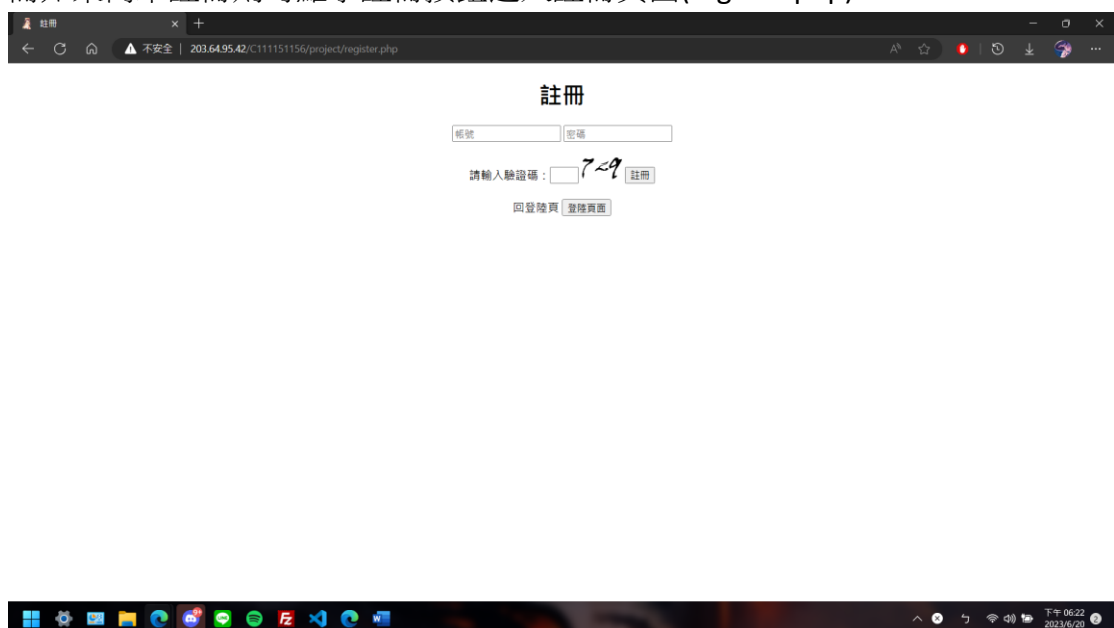 註冊
不安全 | 203.64.95.42/C111151156/project/register.php
註冊
帳號 密碼
請輸入驗證碼： 註冊
回登陸頁 登陸頁面
下午 06:22
2023/6/20